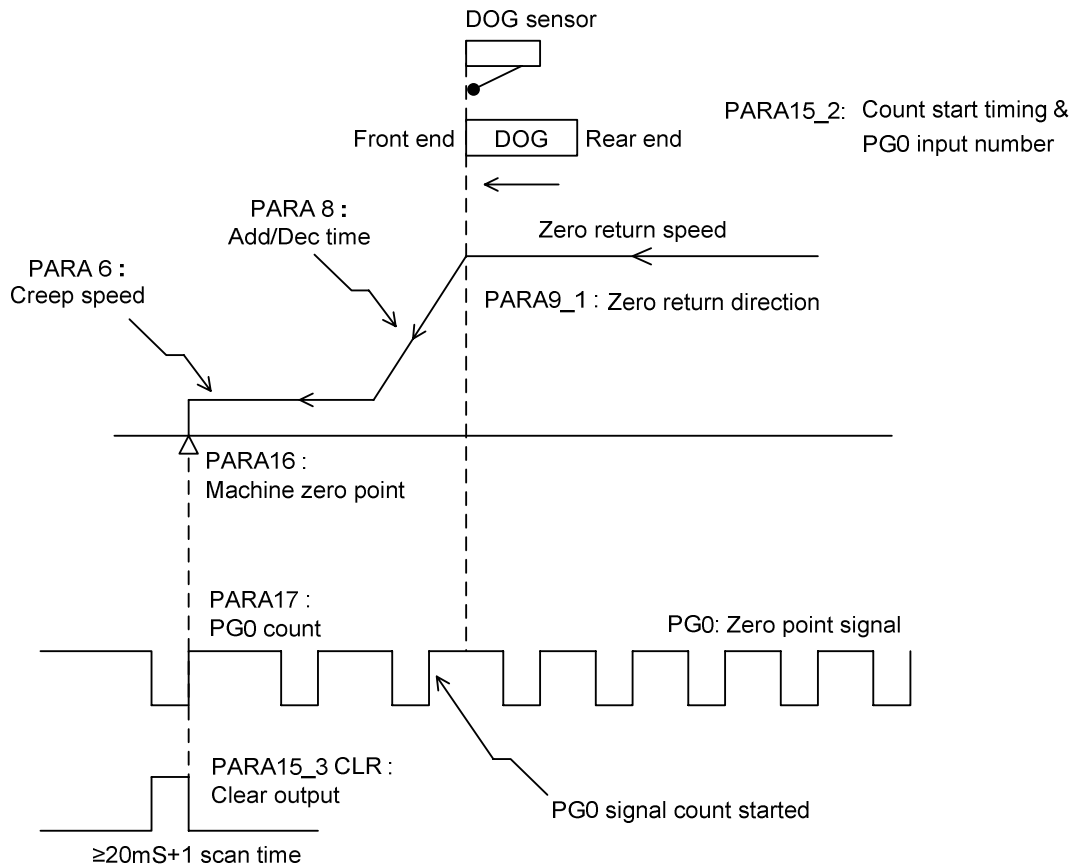 DOG sensor
PARA15_2: Count start timing &
PG0 input number
Front end
DOG
Rear end
PARA 8 :
Add/Dec time
Zero return speed
PARA 6 :
Creep speed
PARA9_1 : Zero return direction
PARA16 :
Machine zero point
PARA17 :
PG0 count
PG0: Zero point signal
PARA15_3 CLR :
Clear output
PG0 signal count started
≥20mS+1 scan time